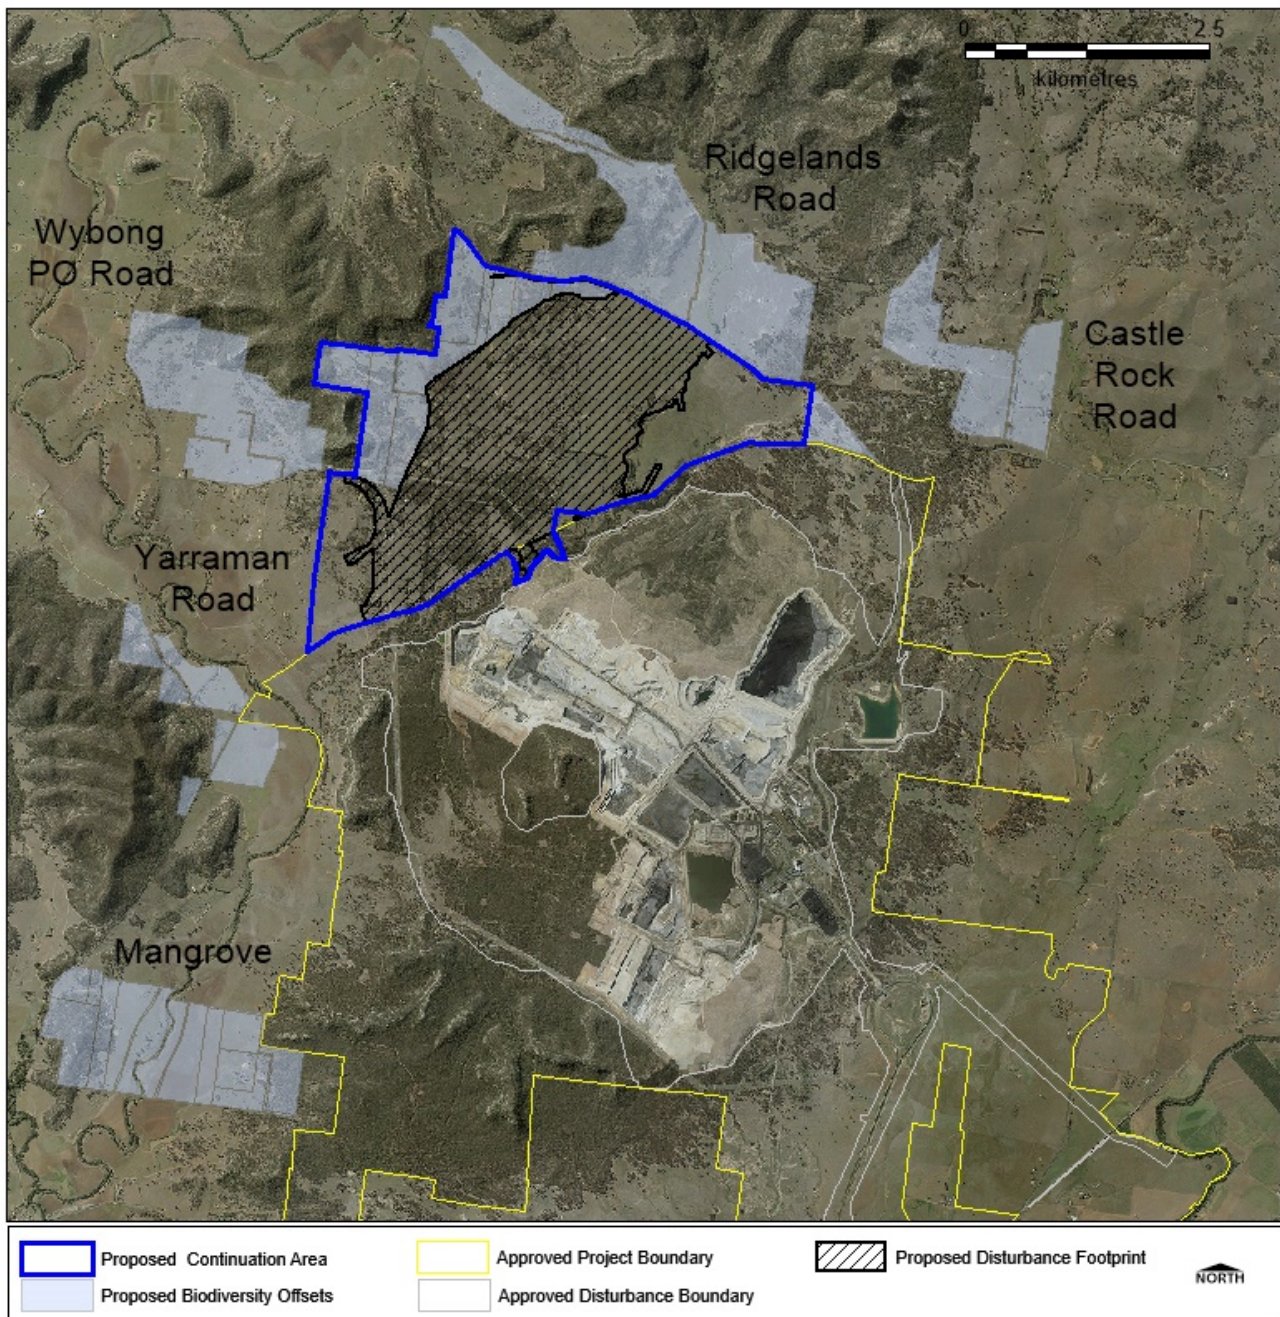 0 2.5
kilometres
Ridgelands
Road
Wybong
PO Road
Castle
Rock
Road
Yarraman
Road
Mangrove
Proposed Continuation Area
Approved Project Boundary
Proposed Disturbance Footprint
Proposed Biodiversity Offsets
Approved Disturbance Boundary
NORTH